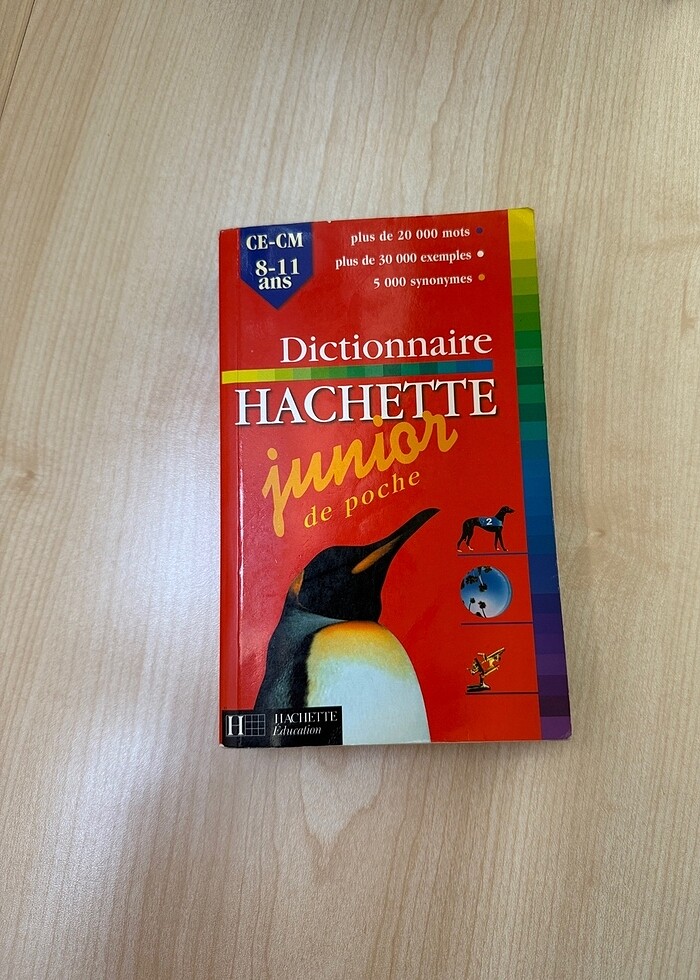 CE-CM
8-11
ans
plus de 20 000 mots
plus de 30 000 exemples
5 000 synonymes
Dictionnaire
HACHETTE
junior
de poche
2
H
HACHETTE
Éducation